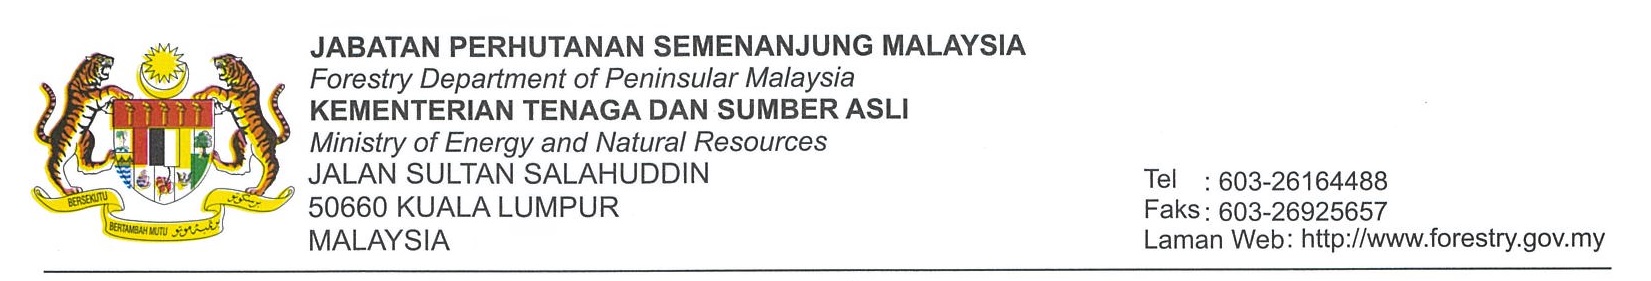 JABATAN PERHUTANAN SEMENANJUNG MALAYSIA
Forestry Department of Peninsular Malaysia
KEMENTERIAN TENAGA DAN SUMBER ASLI
Ministry of Energy and Natural Resources
JALAN SULTAN SALAHUDDIN
50660 KUALA LUMPUR
MALAYSIA
Tel : 603-26164488
Faks : 603-26925657
Laman Web : http://www.forestry.gov.my
BERSEKUTU
BERTAMBAH MUTU